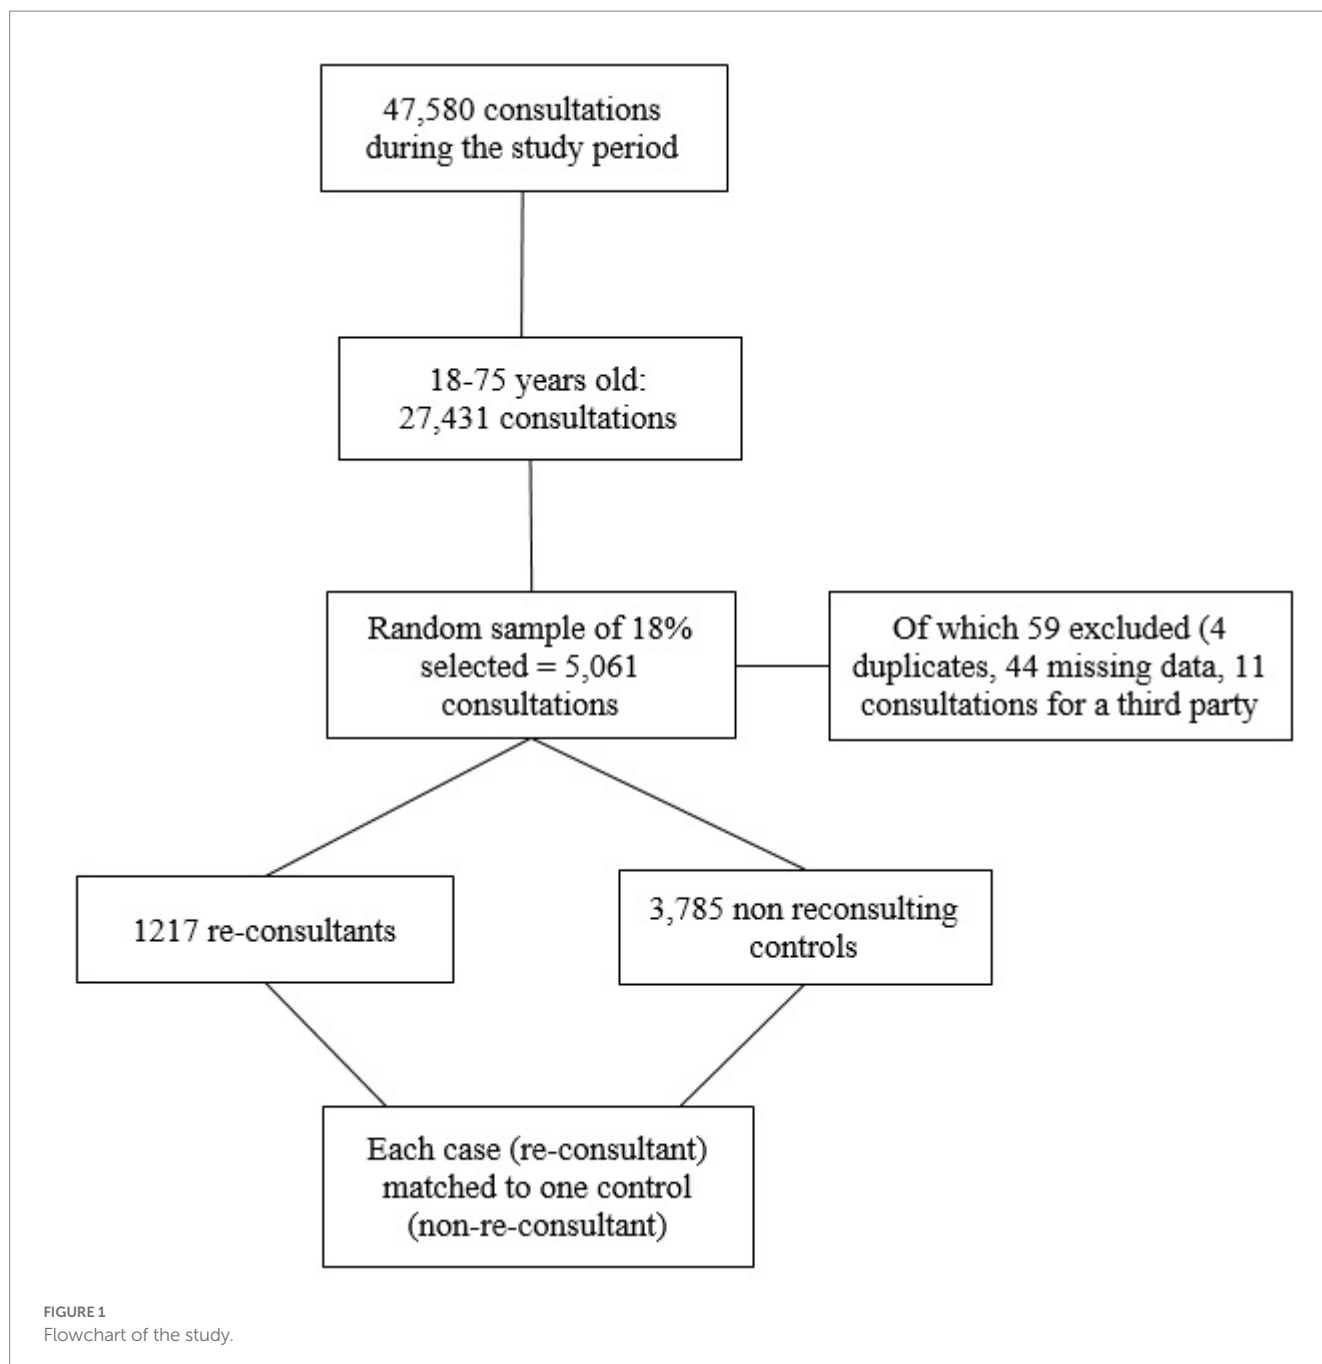 47,580 consultations
during the study period
18-75 years old:
27,431 consultations
Random sample of 18%
selected = 5,061
consultations
Of which 59 excluded (4
duplicates, 44 missing data, 11
consultations for a third party
1217 re-consultants
3,785 non reconsulting
controls
Each case (re-consultant)
matched to one control
(non-re-consultant)
FIGURE 1
Flowchart of the study.